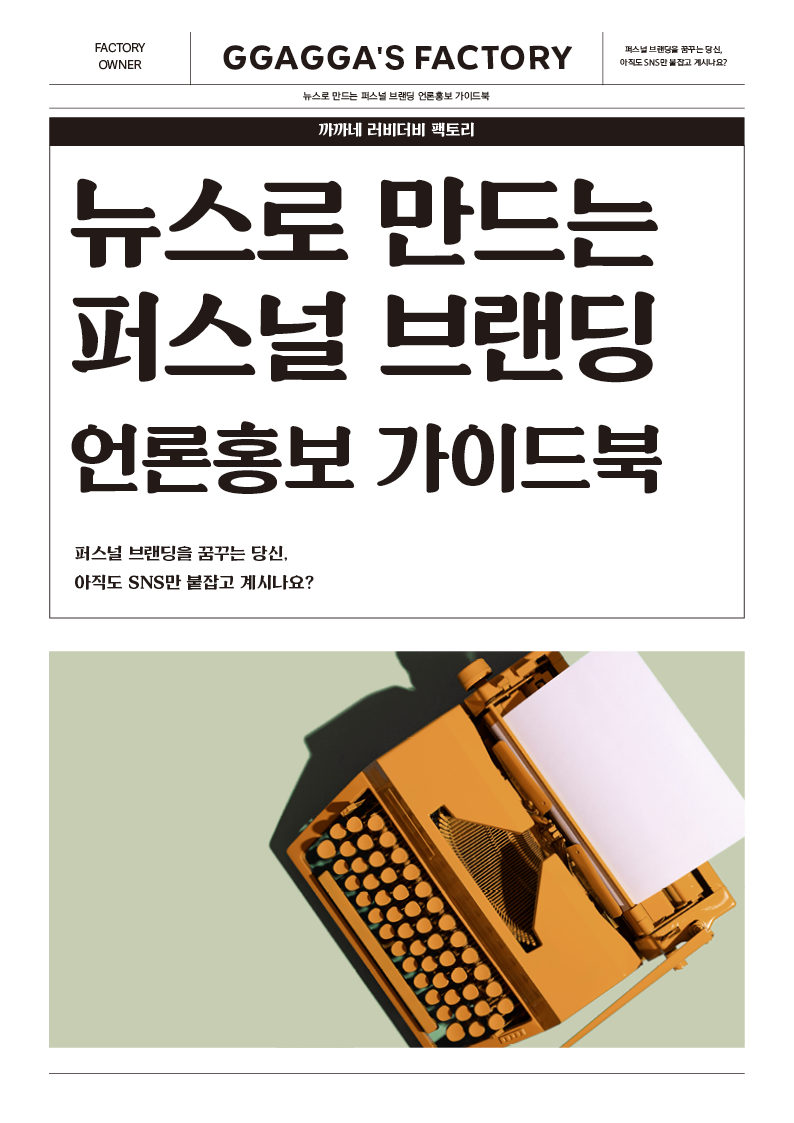 FACTORY
OWNER
GGAGGA'S FACTORY
퍼스널 브랜딩을 꿈꾸는 당신,
아직도 SNS만 붙잡고 계시나요?
뉴스로 만드는 퍼스널 브랜딩 언론홍보 가이드북
까까네 러비더비 팩토리
뉴스로 만드는
퍼스널 브랜딩
언론홍보 가이드북
퍼스널 브랜딩을 꿈꾸는 당신,
아직도 SNS만 붙잡고 계시나요?